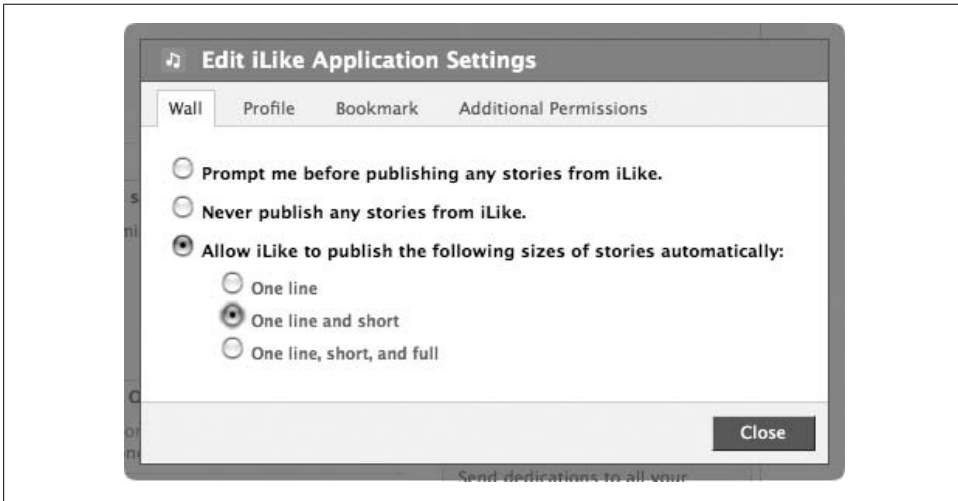 Edit iLike Application Settings
Wall Profile Bookmark Additional Permissions
Prompt me before publishing any stories from iLike.
Never publish any stories from iLike.
Allow iLike to publish the following sizes of stories automatically:
One line
One line and short
One line, short, and full
Close
Send dedications to all your